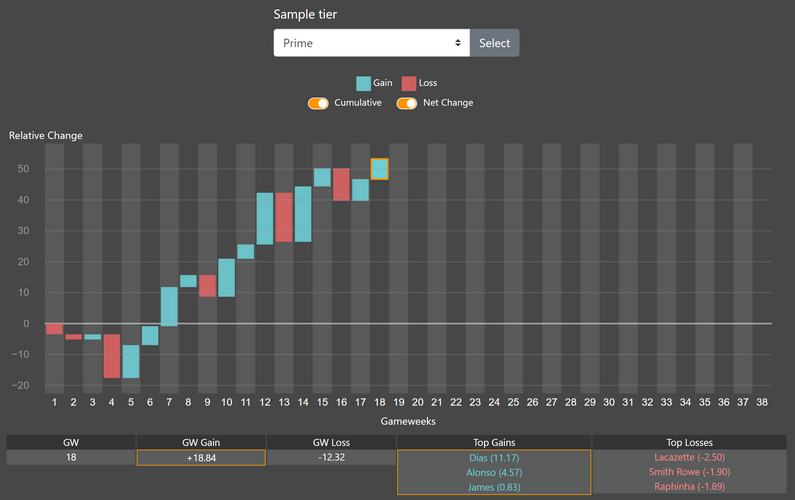 Sample tier
Prime Select
Gain Loss
Cumulative Net Change
Relative Change
50
40
30
20
10
0
−10
−20
1 2 3 4 5 6 7 8 9 10 11 12 13 14 15 16 17 18 19 20 21 22 23 24 25 26 27 28 29 30 31 32 33 34 35 36 37 38
Gameweeks
GW GW Gain GW Loss Top Gains Top Losses
18 +18.84 -12.32 Dias (11.17) Lacazette (-2.50)
Alonso (4.57) Smith Rowe (-1.90)
James (0.83) Raphinha (-1.89)